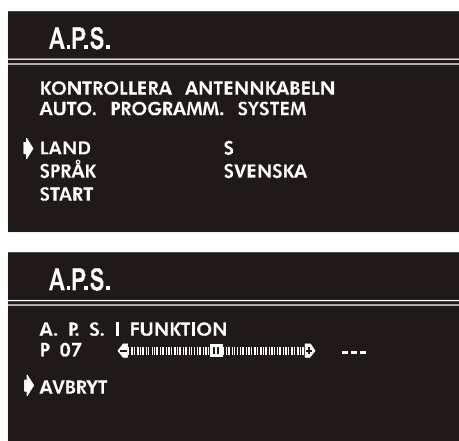 A.P.S.
KONTROLLERA ANTENNKABELN
AUTO. PROGRAMM. SYSTEM
LAND S
SPRÅK SVENSKA
START
A.P.S.
A. P. S. I FUNKTION
P 07 - + ---
AVBRYT